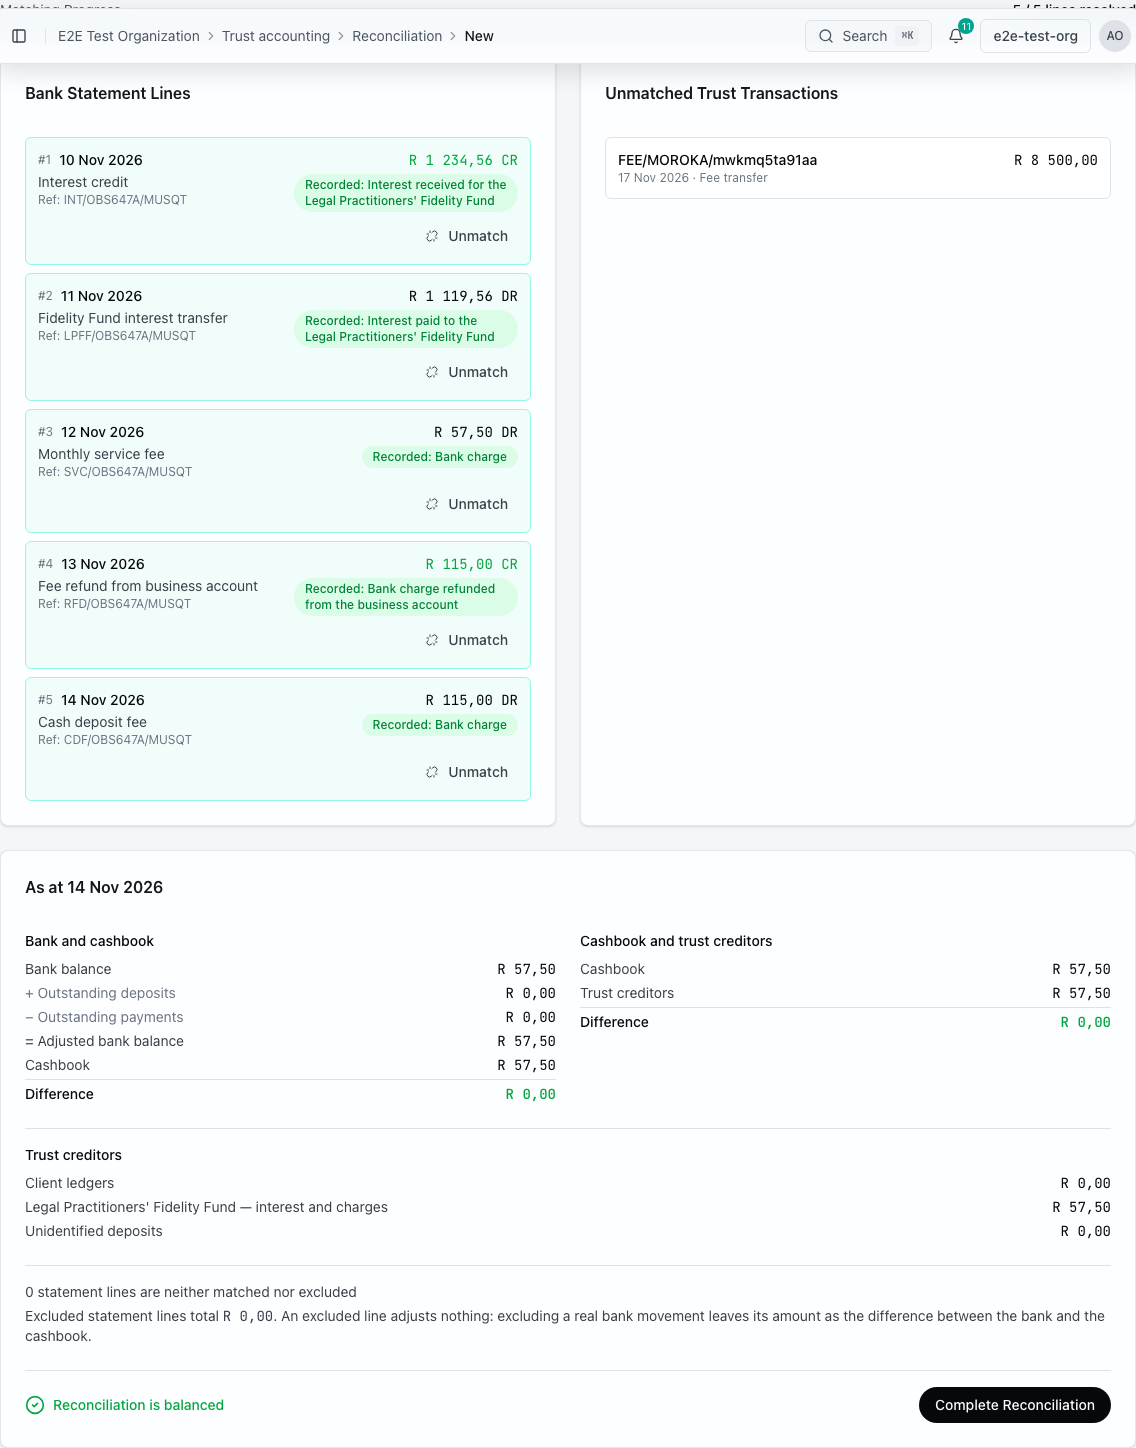 E2E Test Organization > Trust accounting > Reconciliation > New
Search ⌘K
11
e2e-test-org
AO
Bank Statement Lines
#1 10 Nov 2026 R 1 234,56 CR
Interest credit
Ref: INT/OBS647A/MUSQT
Recorded: Interest received for the
Legal Practitioners' Fidelity Fund
Unmatch
#2 11 Nov 2026 R 1 119,56 DR
Fidelity Fund interest transfer
Ref: LPFF/OBS647A/MUSQT
Recorded: Interest paid to the
Legal Practitioners' Fidelity Fund
Unmatch
#3 12 Nov 2026 R 57,50 DR
Monthly service fee
Ref: SVC/OBS647A/MUSQT
Recorded: Bank charge
Unmatch
#4 13 Nov 2026 R 115,00 CR
Fee refund from business account
Ref: RFD/OBS647A/MUSQT
Recorded: Bank charge refunded
from the business account
Unmatch
#5 14 Nov 2026 R 115,00 DR
Cash deposit fee
Ref: CDF/OBS647A/MUSQT
Recorded: Bank charge
Unmatch
Unmatched Trust Transactions
FEE/MOROKA/mwkmq5ta91aa R 8 500,00
17 Nov 2026 · Fee transfer
As at 14 Nov 2026
Bank and cashbook
Bank balance R 57,50
+ Outstanding deposits R 0,00
− Outstanding payments R 0,00
= Adjusted bank balance R 57,50
Cashbook R 57,50
Difference R 0,00
Cashbook and trust creditors
Cashbook R 57,50
Trust creditors R 57,50
Difference R 0,00
Trust creditors
Client ledgers R 0,00
Legal Practitioners' Fidelity Fund — interest and charges R 57,50
Unidentified deposits R 0,00
0 statement lines are neither matched nor excluded
Excluded statement lines total R 0,00. An excluded line adjusts nothing: excluding a real bank movement leaves its amount as the difference between the bank and the
cashbook.
Reconciliation is balanced
Complete Reconciliation